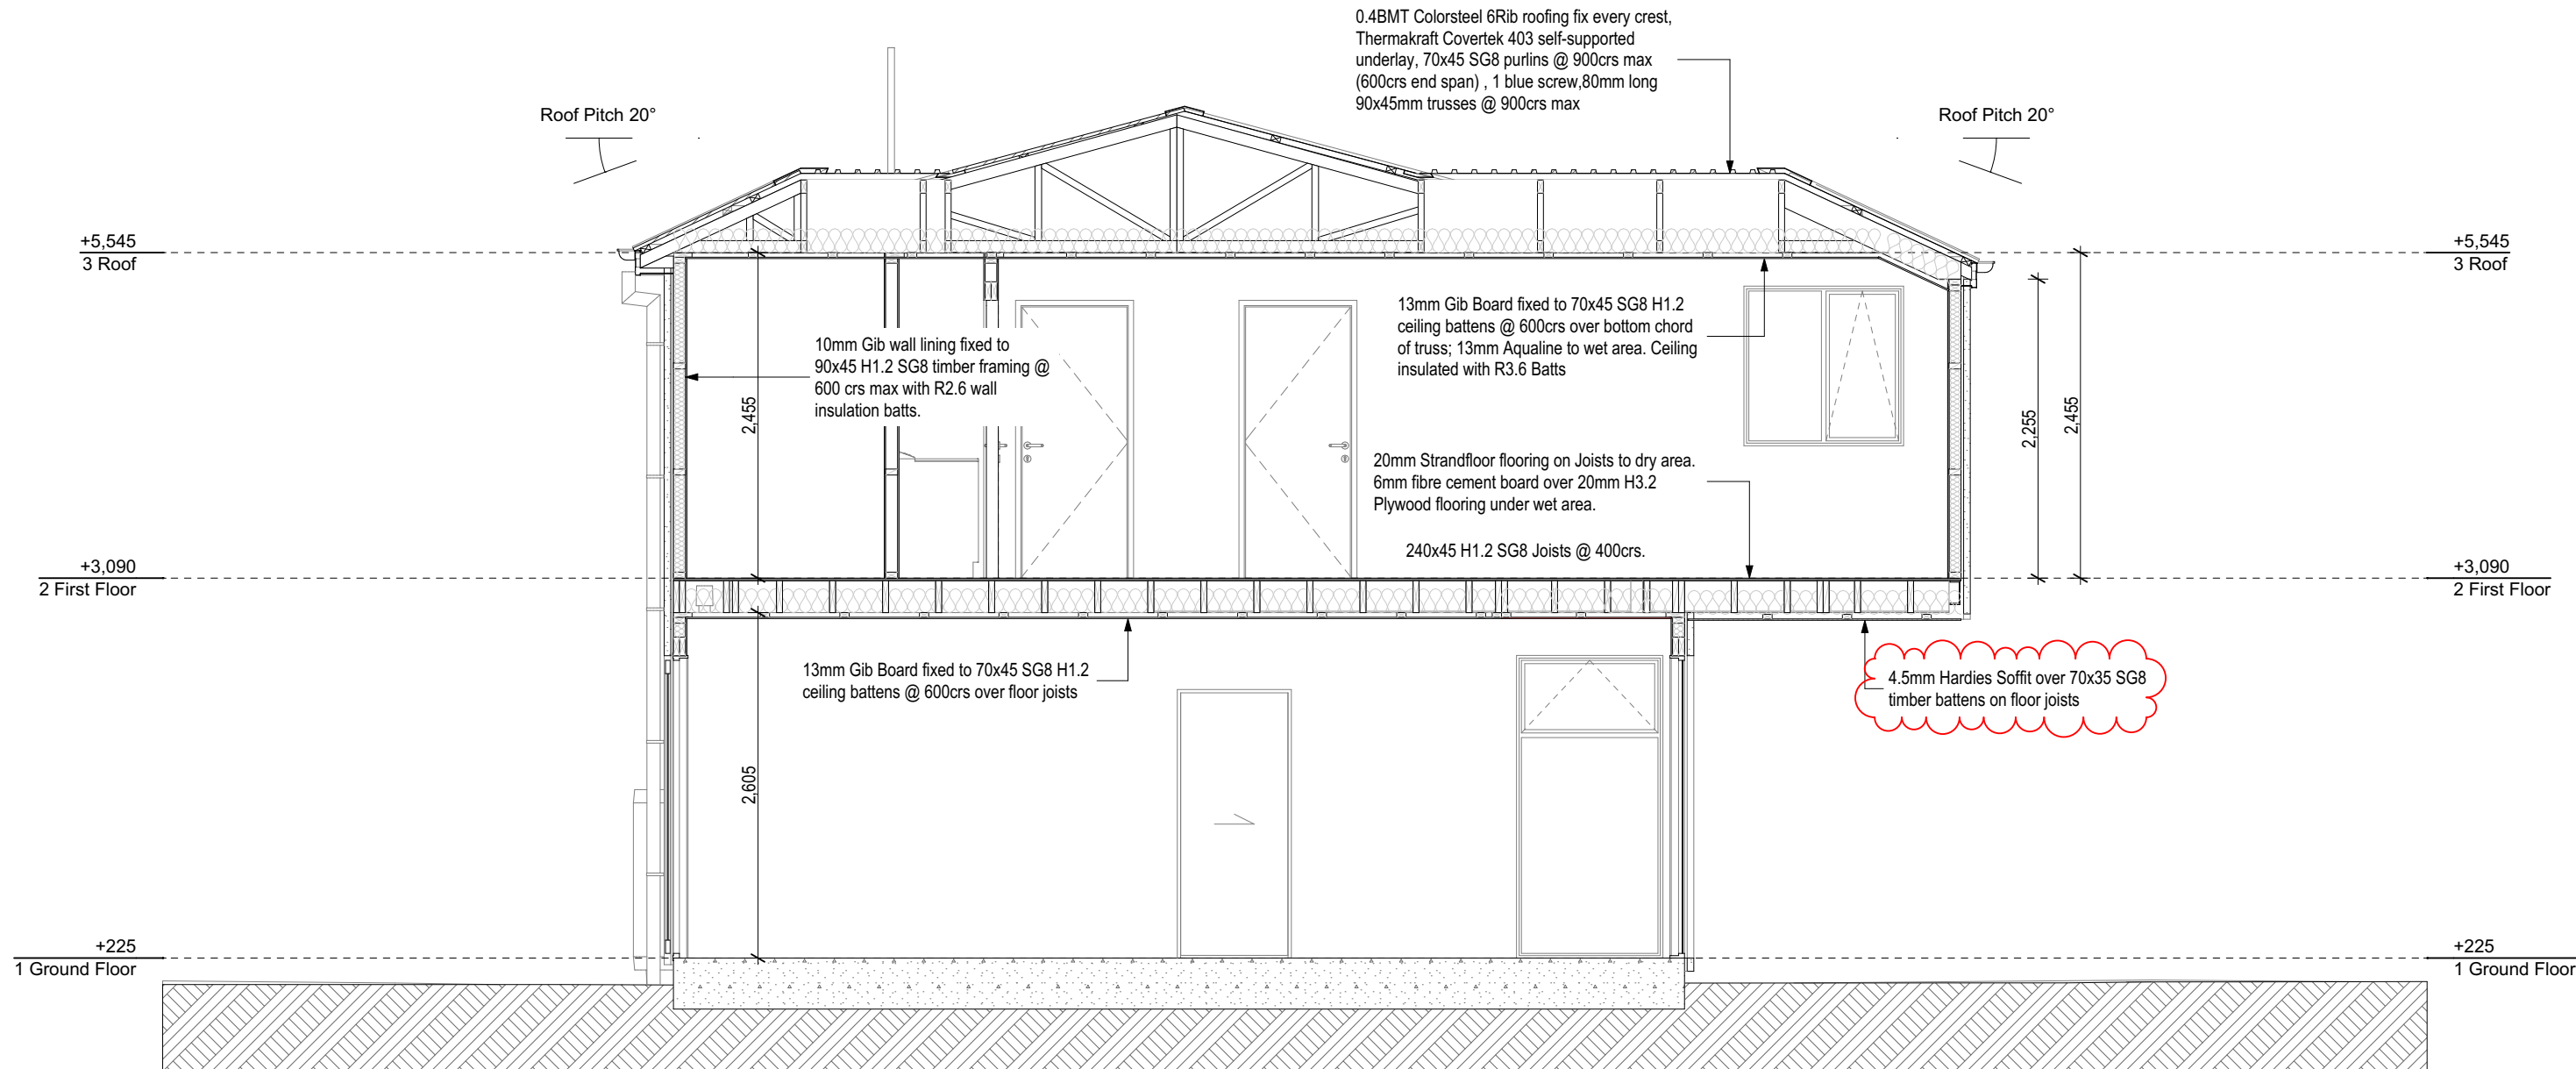 0.4BMT Colorsteel 6Rib roofing fix every crest,
Thermakraft Covertek 403 self-supported
underlay, 70x45 SG8 purlins @ 900crs max
(600crs end span) , 1 blue screw,80mm long
90x45mm trusses @ 900crs max
Roof Pitch 20°
Roof Pitch 20°
+5,545
3 Roof
+5,545
3 Roof
13mm Gib Board fixed to 70x45 SG8 H1.2
ceiling battens @ 600crs over bottom chord
of truss; 13mm Aqualine to wet area. Ceiling
insulated with R3.6 Batts
10mm Gib wall lining fixed to
90x45 H1.2 SG8 timber framing @
600 crs max with R2.6 wall
insulation batts.
2,455
2,255
2,455
20mm Strandfloor flooring on Joists to dry area.
6mm fibre cement board over 20mm H3.2
Plywood flooring under wet area.
240x45 H1.2 SG8 Joists @ 400crs.
+3,090
2 First Floor
+3,090
2 First Floor
13mm Gib Board fixed to 70x45 SG8 H1.2
ceiling battens @ 600crs over floor joists
4.5mm Hardies Soffit over 70x35 SG8
timber battens on floor joists
2,605
+225
1 Ground Floor
+225
1 Ground Floor